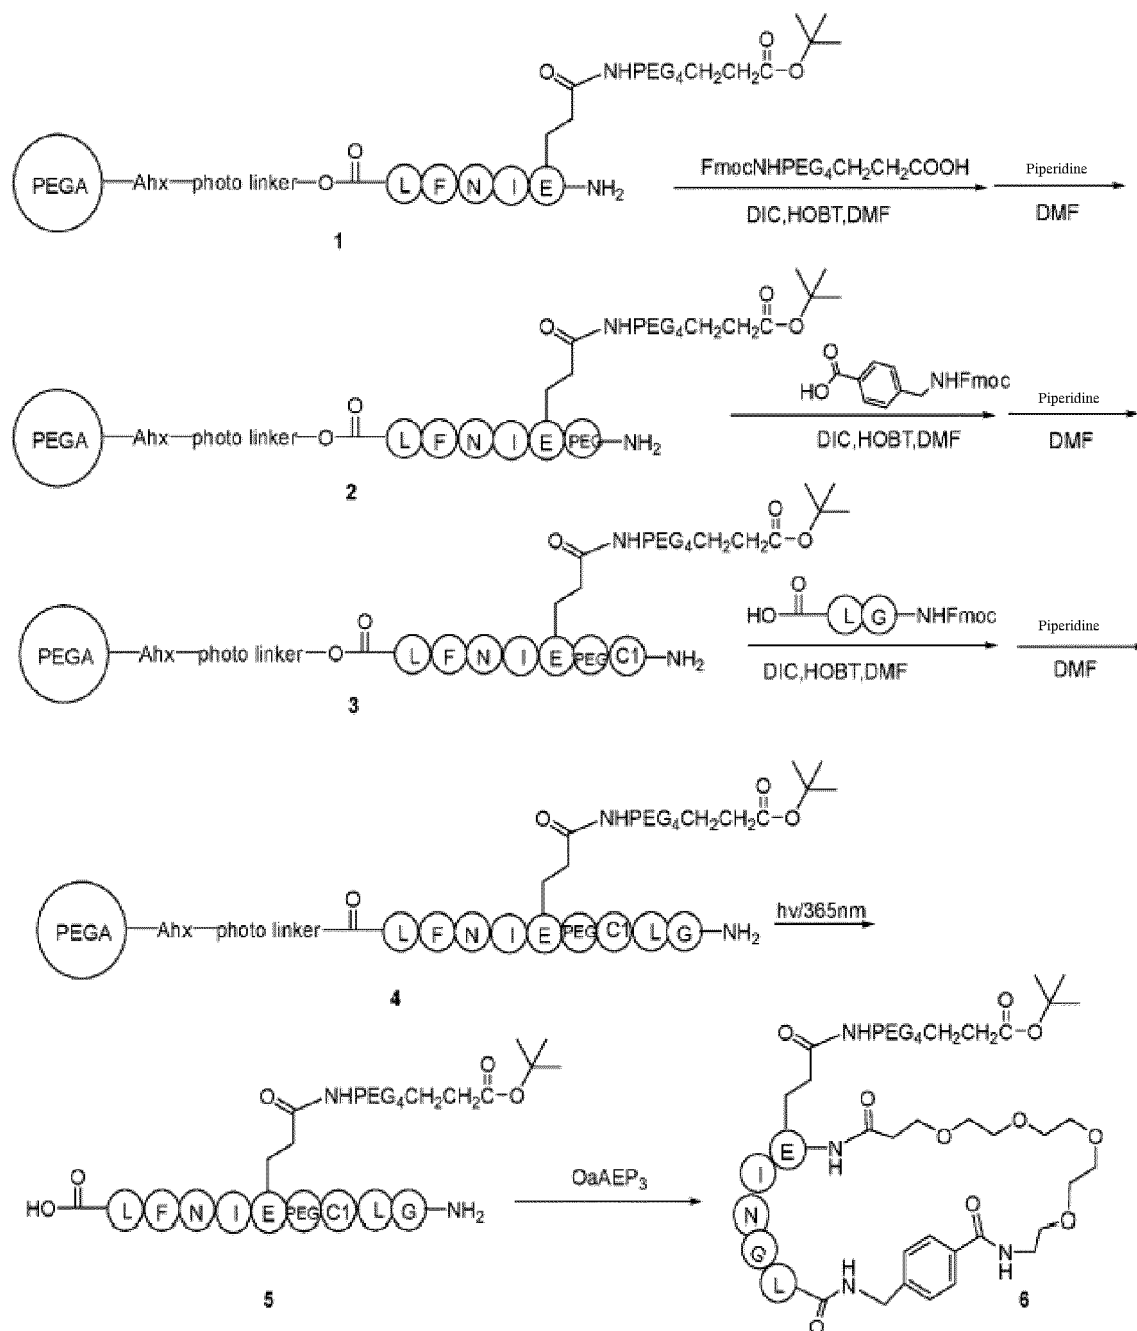 NHPEG4CH2CH2C-O
O
O
PEGA-Ahx-photo linker-O
O
L F N I E-NH2
1
FmocNHPEG4CH2CH2COOH
DIC,HOBT,DMF
Piperidine
DMF
NHPEG4CH2CH2C-O
O
O
PEGA-Ahx-photo linker-O
O
L F N I E PEG-NH2
2
O
HO
NHFmoc
DIC,HOBT,DMF
Piperidine
DMF
NHPEG4CH2CH2C-O
O
O
PEGA-Ahx-photo linker-O
O
L F N I E PEG C1-NH2
3
O
HO
L G-NHFmoc
DIC,HOBT,DMF
Piperidine
DMF
NHPEG4CH2CH2C-O
O
O
PEGA-Ahx-photo linker
O
L F N I E PEG C1 L G-NH2
4
hv/365nm
NHPEG4CH2CH2C-O
O
O
HO
O
L F N I E PEG C1 L G-NH2
5
OaAEP3
NHPEG4CH2CH2C-O
O
O
E
I
N
G
L
N
H
O
O
O
O
O
O
N
H
H
N
O
6